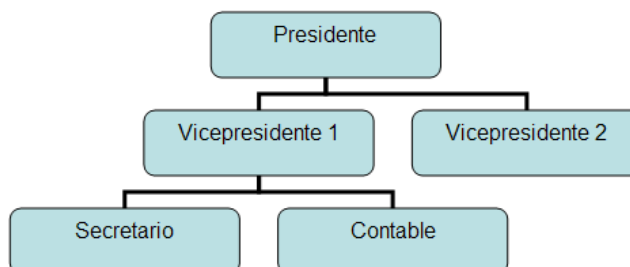 Presidente
Vicepresidente 1
Vicepresidente 2
Secretario
Contable